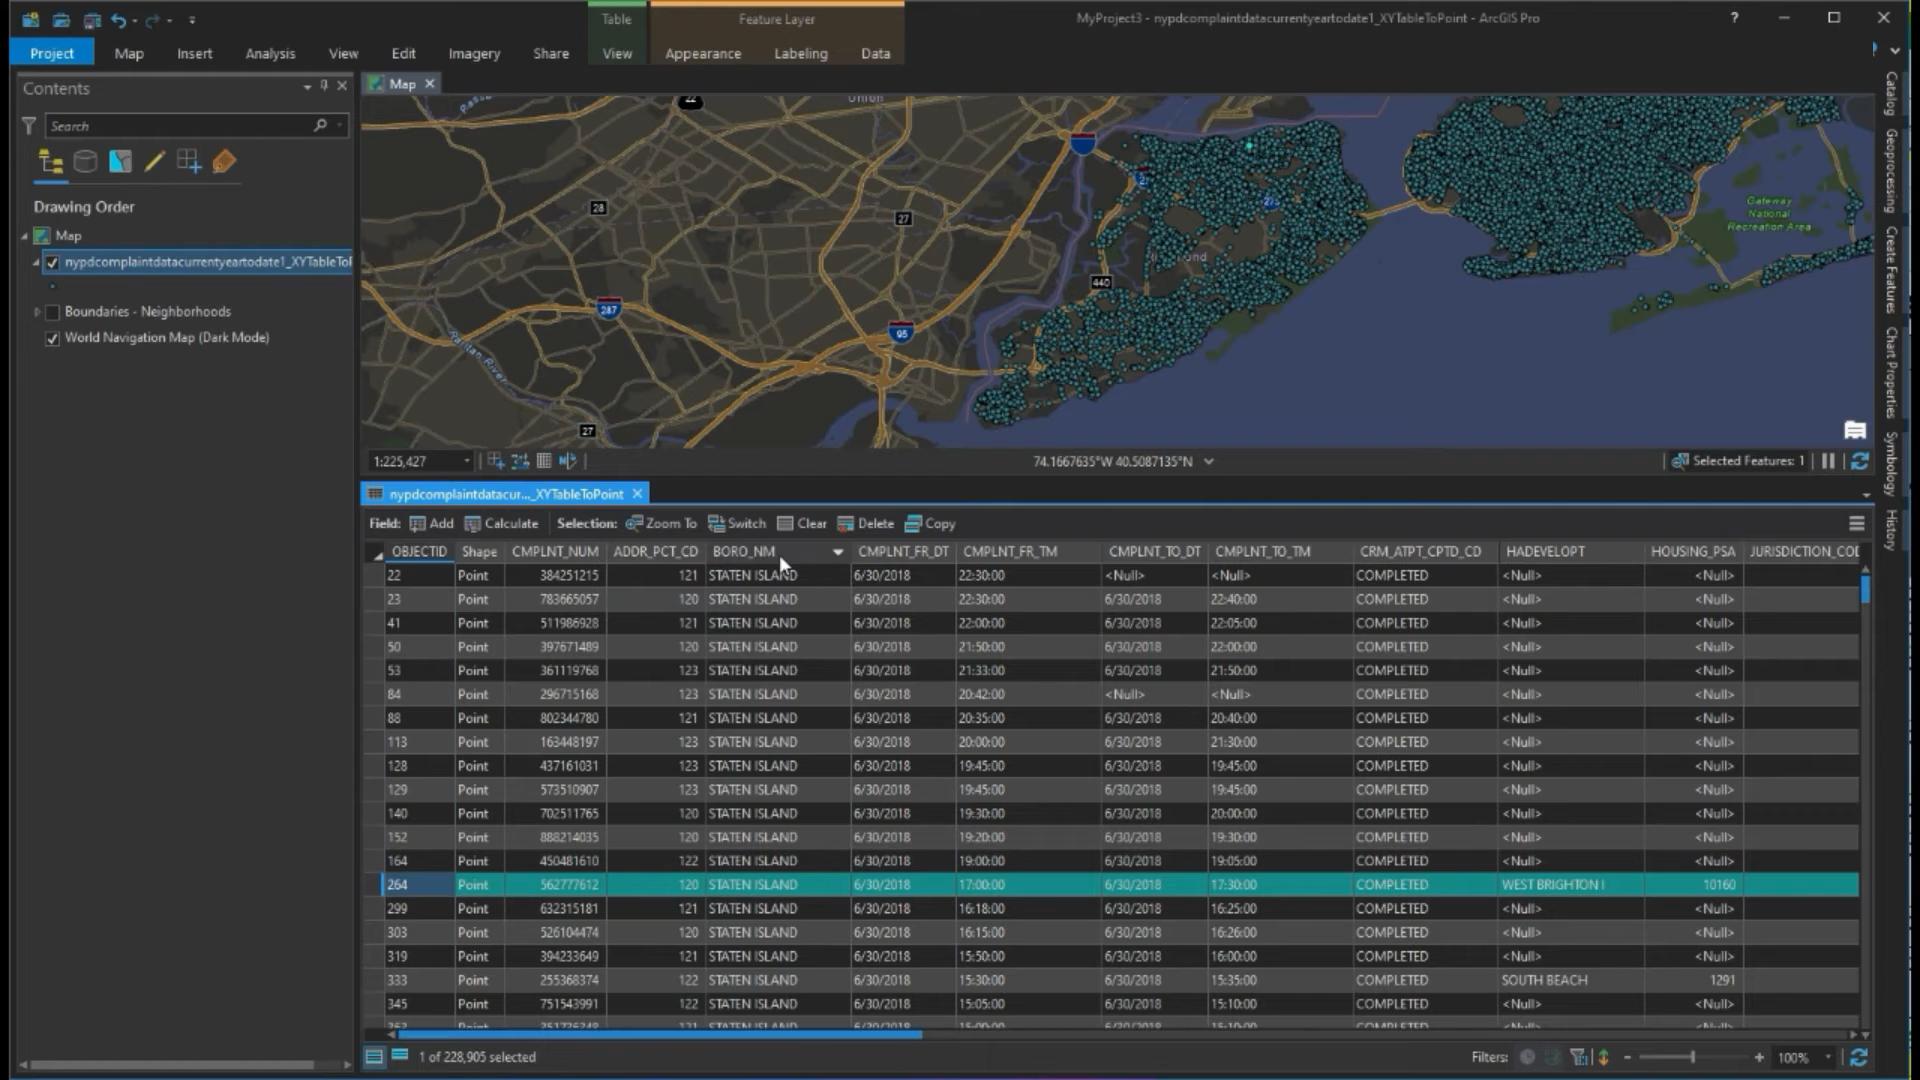 Table
Feature Layer
MyProject3 - nypdcomplaintdatacurrentyeartodate1_XYTableToPoint - ArcGIS Pro
?
Project Map Insert Analysis View Edit Imagery Share View Appearance Labeling Data
Contents
Search
Drawing Order
Map
nypdcomplaintdatacurrentyeartodate1_XYTableToP
Boundaries - Neighborhoods
World Navigation Map (Dark Mode)
Map
22
Union
28
27
287
95
440
27
Raritan River
Gateway
National
Recreation Area
Catalog
Geoprocessing
Create Features
Chart Properties
Symbology
History
1:225,427
74.1667635°W 40.5087135°N
Selected Features: 1
nypdcomplaintdatacur..._XYTableToPoint
Field: Add Calculate Selection: Zoom To Switch Clear Delete Copy
OBJECTID Shape CMPLNT_NUM ADDR_PCT_CD BORO_NM CMPLNT_FR_DT CMPLNT_FR_TM CMPLNT_TO_DT CMPLNT_TO_TM CRM_ATPT_CPTD_CD HADEVELOPT HOUSING_PSA JURISDICTION_COD
22 Point 384251215 121 STATEN ISLAND 6/30/2018 22:30:00 <Null> <Null> COMPLETED <Null> <Null>
23 Point 783665057 120 STATEN ISLAND 6/30/2018 22:30:00 6/30/2018 22:40:00 COMPLETED <Null> <Null>
41 Point 511986928 121 STATEN ISLAND 6/30/2018 22:00:00 6/30/2018 22:05:00 COMPLETED <Null> <Null>
50 Point 397671489 120 STATEN ISLAND 6/30/2018 21:50:00 6/30/2018 22:00:00 COMPLETED <Null> <Null>
53 Point 361119768 123 STATEN ISLAND 6/30/2018 21:33:00 6/30/2018 21:50:00 COMPLETED <Null> <Null>
84 Point 296715168 123 STATEN ISLAND 6/30/2018 20:42:00 <Null> <Null> COMPLETED <Null> <Null>
88 Point 802344780 121 STATEN ISLAND 6/30/2018 20:35:00 6/30/2018 20:40:00 COMPLETED <Null> <Null>
113 Point 163448197 123 STATEN ISLAND 6/30/2018 20:00:00 6/30/2018 21:30:00 COMPLETED <Null> <Null>
128 Point 437161031 123 STATEN ISLAND 6/30/2018 19:45:00 6/30/2018 19:45:00 COMPLETED <Null> <Null>
129 Point 573510907 123 STATEN ISLAND 6/30/2018 19:45:00 6/30/2018 19:45:00 COMPLETED <Null> <Null>
140 Point 702511765 120 STATEN ISLAND 6/30/2018 19:30:00 6/30/2018 20:00:00 COMPLETED <Null> <Null>
152 Point 888214035 120 STATEN ISLAND 6/30/2018 19:20:00 6/30/2018 19:30:00 COMPLETED <Null> <Null>
164 Point 450481610 122 STATEN ISLAND 6/30/2018 19:00:00 6/30/2018 19:05:00 COMPLETED <Null> <Null>
264 Point 562777612 120 STATEN ISLAND 6/30/2018 17:00:00 6/30/2018 17:30:00 COMPLETED WEST BRIGHTON I 10160
299 Point 632315181 121 STATEN ISLAND 6/30/2018 16:18:00 6/30/2018 16:25:00 COMPLETED <Null> <Null>
303 Point 526104474 120 STATEN ISLAND 6/30/2018 16:15:00 6/30/2018 16:26:00 COMPLETED <Null> <Null>
319 Point 394233649 121 STATEN ISLAND 6/30/2018 15:50:00 6/30/2018 16:00:00 COMPLETED <Null> <Null>
333 Point 255368374 122 STATEN ISLAND 6/30/2018 15:30:00 6/30/2018 15:35:00 COMPLETED SOUTH BEACH 1291
345 Point 751543991 122 STATEN ISLAND 6/30/2018 15:05:00 6/30/2018 15:10:00 COMPLETED <Null> <Null>
1 of 228,905 selected
Filters: 100%